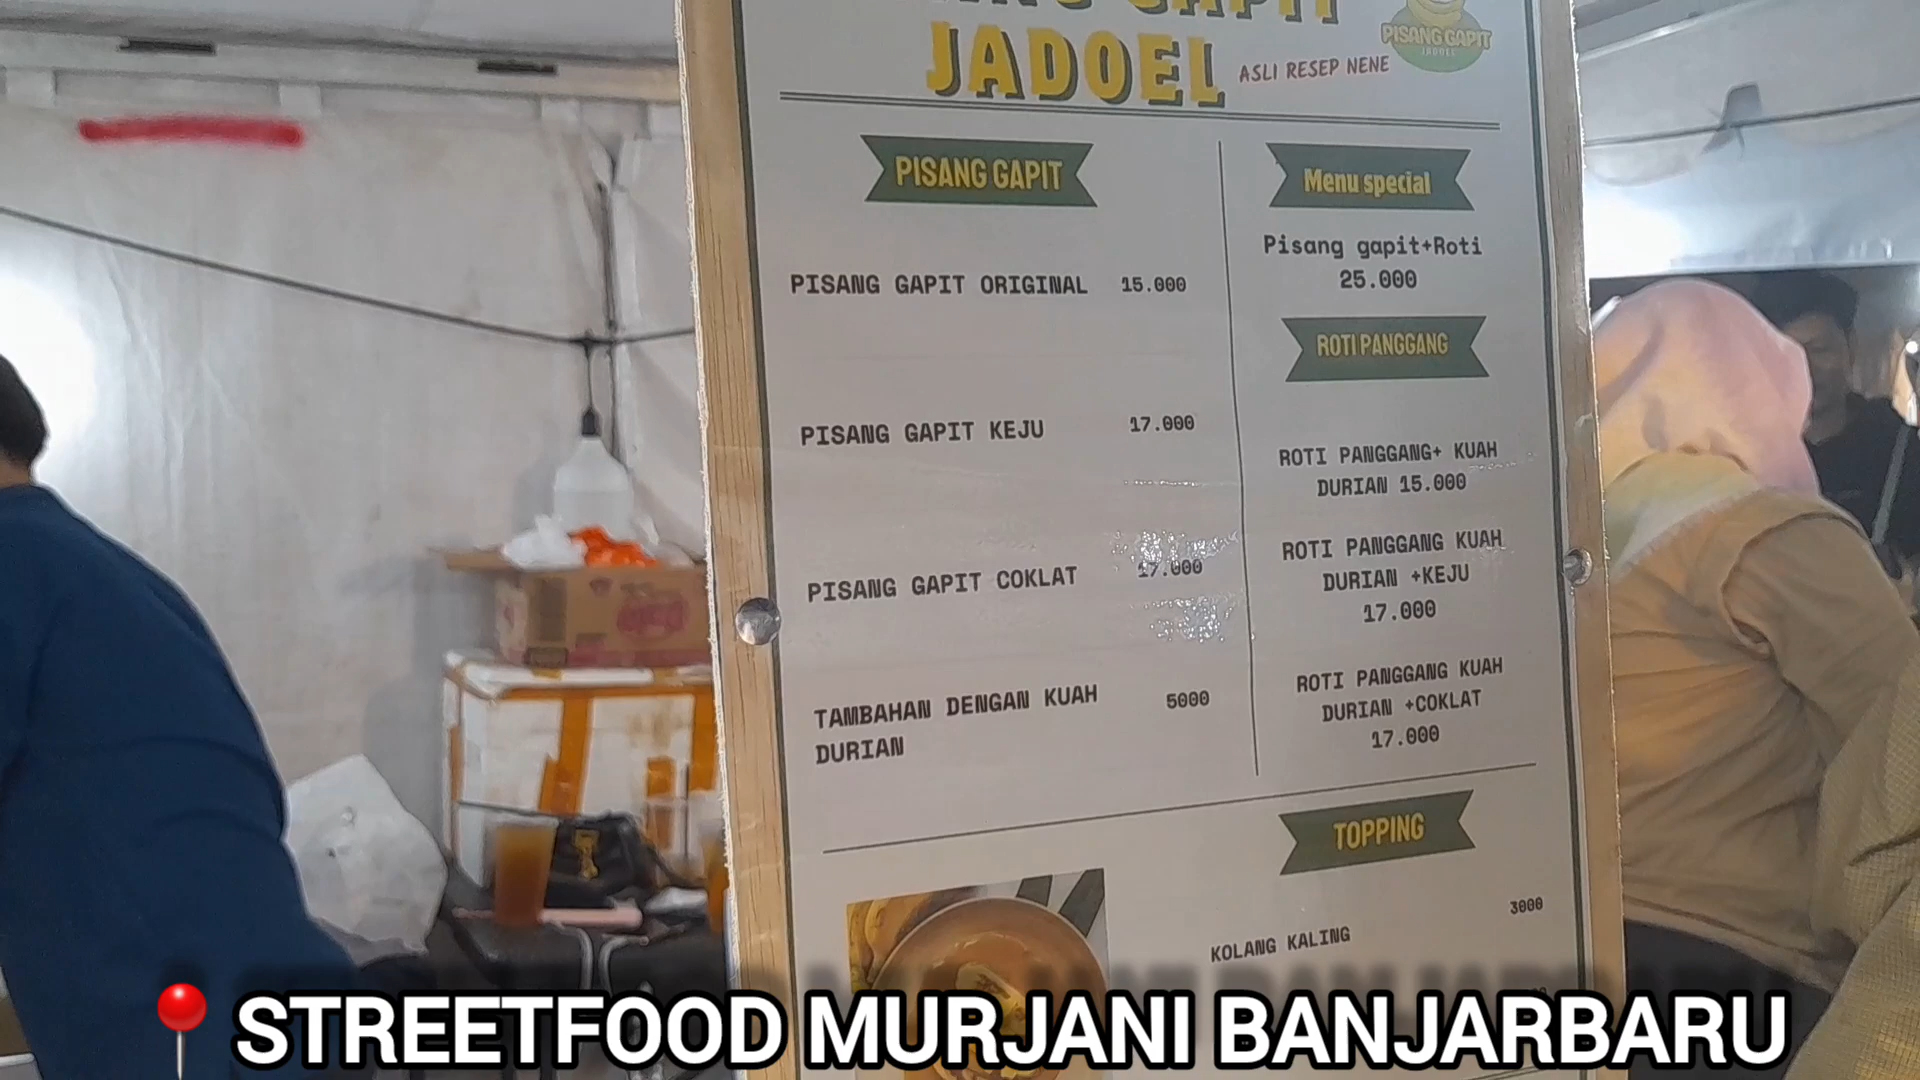 GAPIT
JADOEL
ASLI RESEP NENE
PISANG GAPIT
JADOEL
PISANG GAPIT
PISANG GAPIT ORIGINAL 15.000
PISANG GAPIT KEJU 17.000
PISANG GAPIT COKLAT 17.000
TAMBAHAN DENGAN KUAH 5000
DURIAN
Menu special
Pisang gapit+Roti
25.000
ROTI PANGGANG
ROTI PANGGANG+ KUAH
DURIAN 15.000
ROTI PANGGANG KUAH
DURIAN +KEJU
17.000
ROTI PANGGANG KUAH
DURIAN +COKLAT
17.000
TOPPING
KOLANG KALING 3000
STREETFOOD MURJANI BANJARBARU